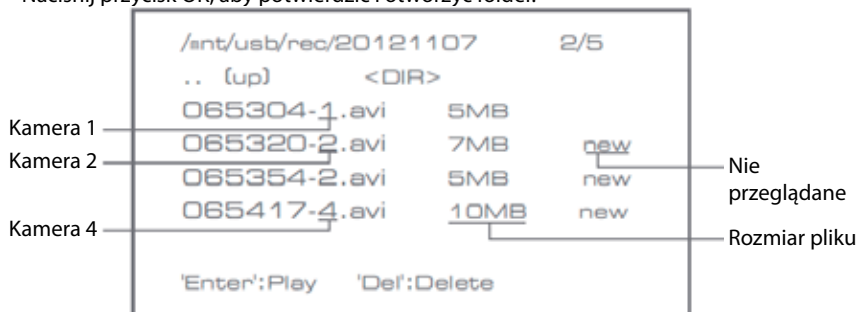 Naciśnij przycisk OK, aby potwierdzić i otworzyć folder.
/mnt/usb/rec/20121107 2/5
.. (up) <DIR>
065304-1.avi 5MB
Kamera 1
065320-2.avi 7MB new
Kamera 2
Nie
065354-2.avi 5MB new
przeglądane
065417-4.avi 10MB new
Kamera 4
Rozmiar pliku
'Enter':Play 'Del':Delete